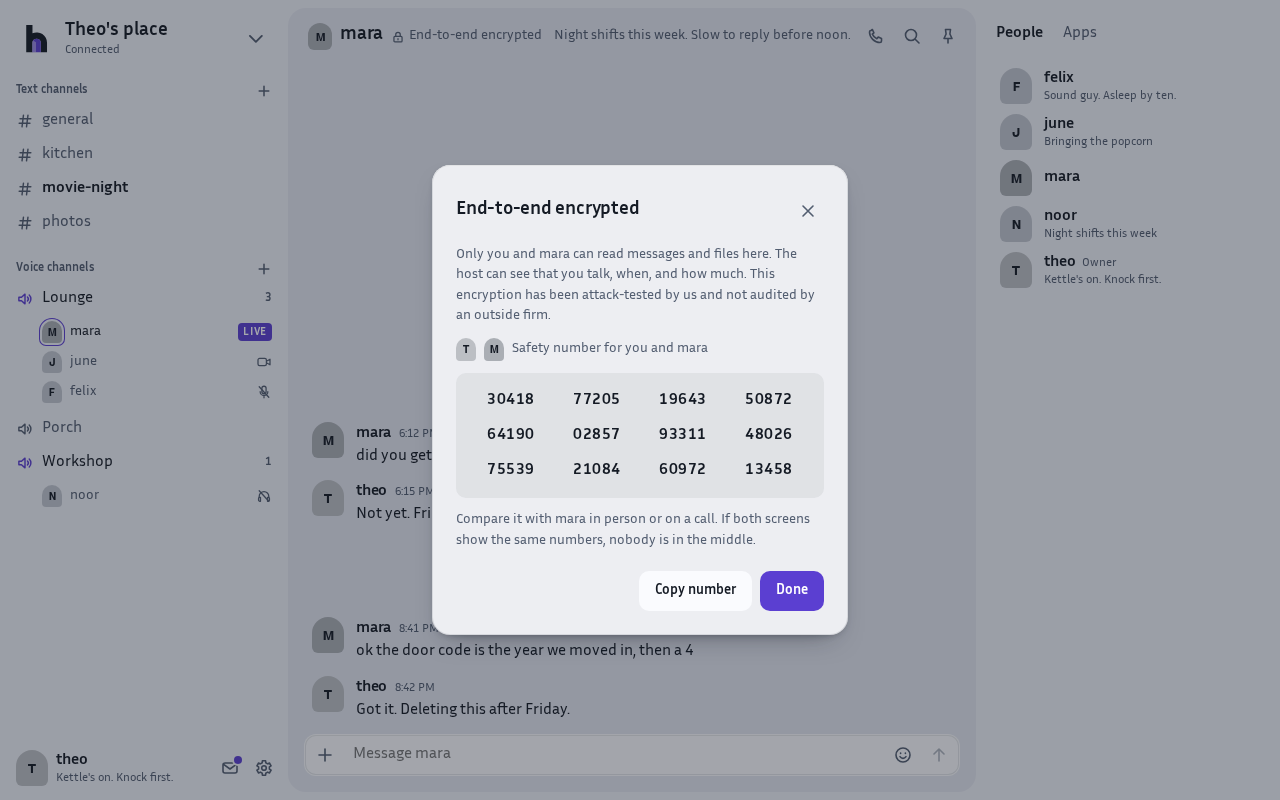 Theo's place
Connected
Text channels
general
kitchen
movie-night
photos
Voice channels
Lounge 3
M mara LIVE
J june
F felix
Porch
Workshop 1
N noor
T theo
Kettle's on. Knock first.
M mara End-to-end encrypted Night shifts this week. Slow to reply before noon.
M mara 6:12 PM
did you get
T theo 6:15 PM
Not yet. Fri
M mara 8:41 PM
ok the door code is the year we moved in, then a 4
T theo 8:42 PM
Got it. Deleting this after Friday.
Message mara
End-to-end encrypted
Only you and mara can read messages and files here. The
host can see that you talk, when, and how much. This
encryption has been attack-tested by us and not audited by
an outside firm.
T M Safety number for you and mara
30418 77205 19643 50872
64190 02857 93311 48026
75539 21084 60972 13458
Compare it with mara in person or on a call. If both screens
show the same numbers, nobody is in the middle.
Copy number Done
People Apps
F felix
Sound guy. Asleep by ten.
J june
Bringing the popcorn
M mara
N noor
Night shifts this week
T theo Owner
Kettle's on. Knock first.